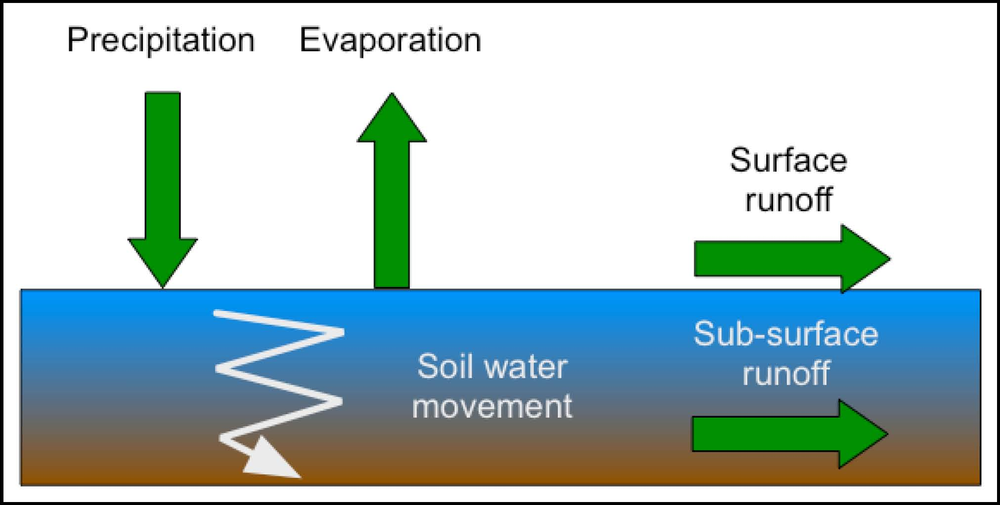 Precipitation
Evaporation
Surface
runoff
Soil water
movement
Sub-surface
runoff